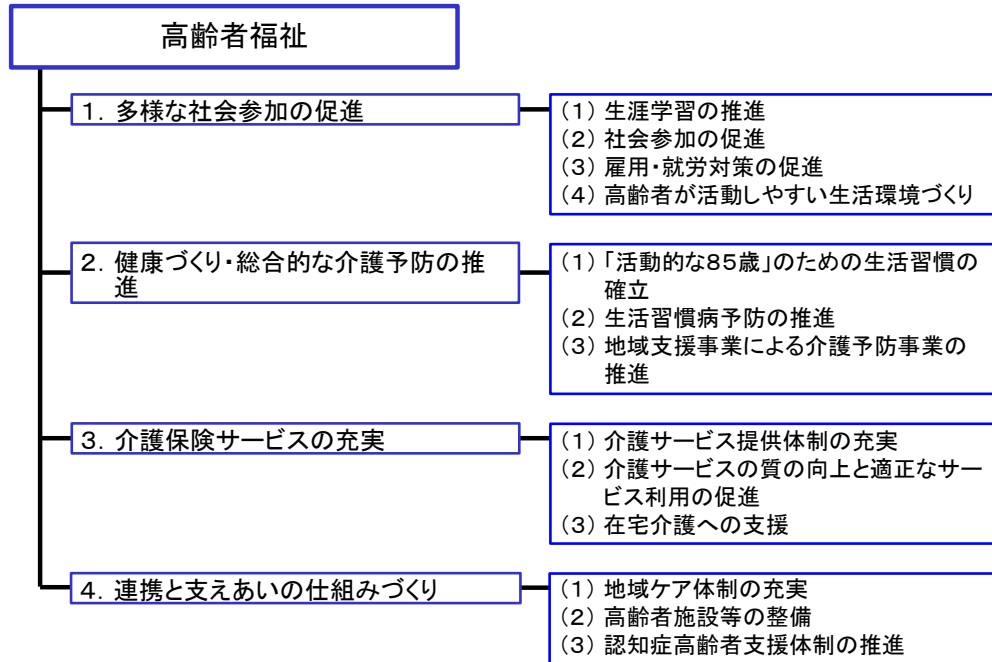 高齢者福祉
1．多様な社会参加の促進
（1）生涯学習の推進
（2）社会参加の促進
（3）雇用・就労対策の促進
（4）高齢者が活動しやすい生活環境づくり
2．健康づくり・総合的な介護予防の推
進
（1）「活動的な８５歳」のための生活習慣の
確立
（2）生活習慣病予防の推進
（3）地域支援事業による介護予防事業の
推進
3．介護保険サービスの充実
（1）介護サービス提供体制の充実
（2）介護サービスの質の向上と適正なサー
ビス利用の促進
（3）在宅介護への支援
4．連携と支えあいの仕組みづくり
（1）地域ケア体制の充実
（2）高齢者施設等の整備
（3）認知症高齢者支援体制の推進